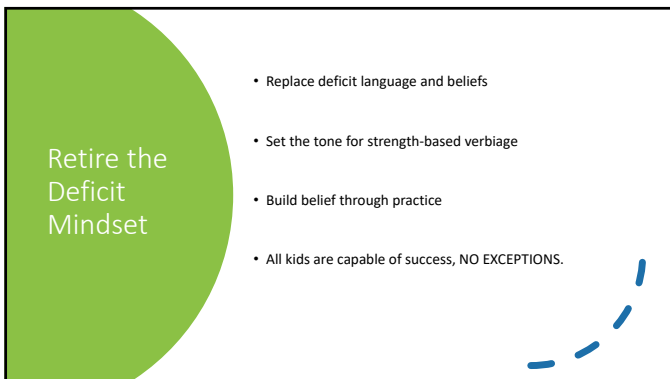 Retire the
Deficit
Mindset
• Replace deficit language and beliefs
• Set the tone for strength-based verbiage
• Build belief through practice
• All kids are capable of success, NO EXCEPTIONS.